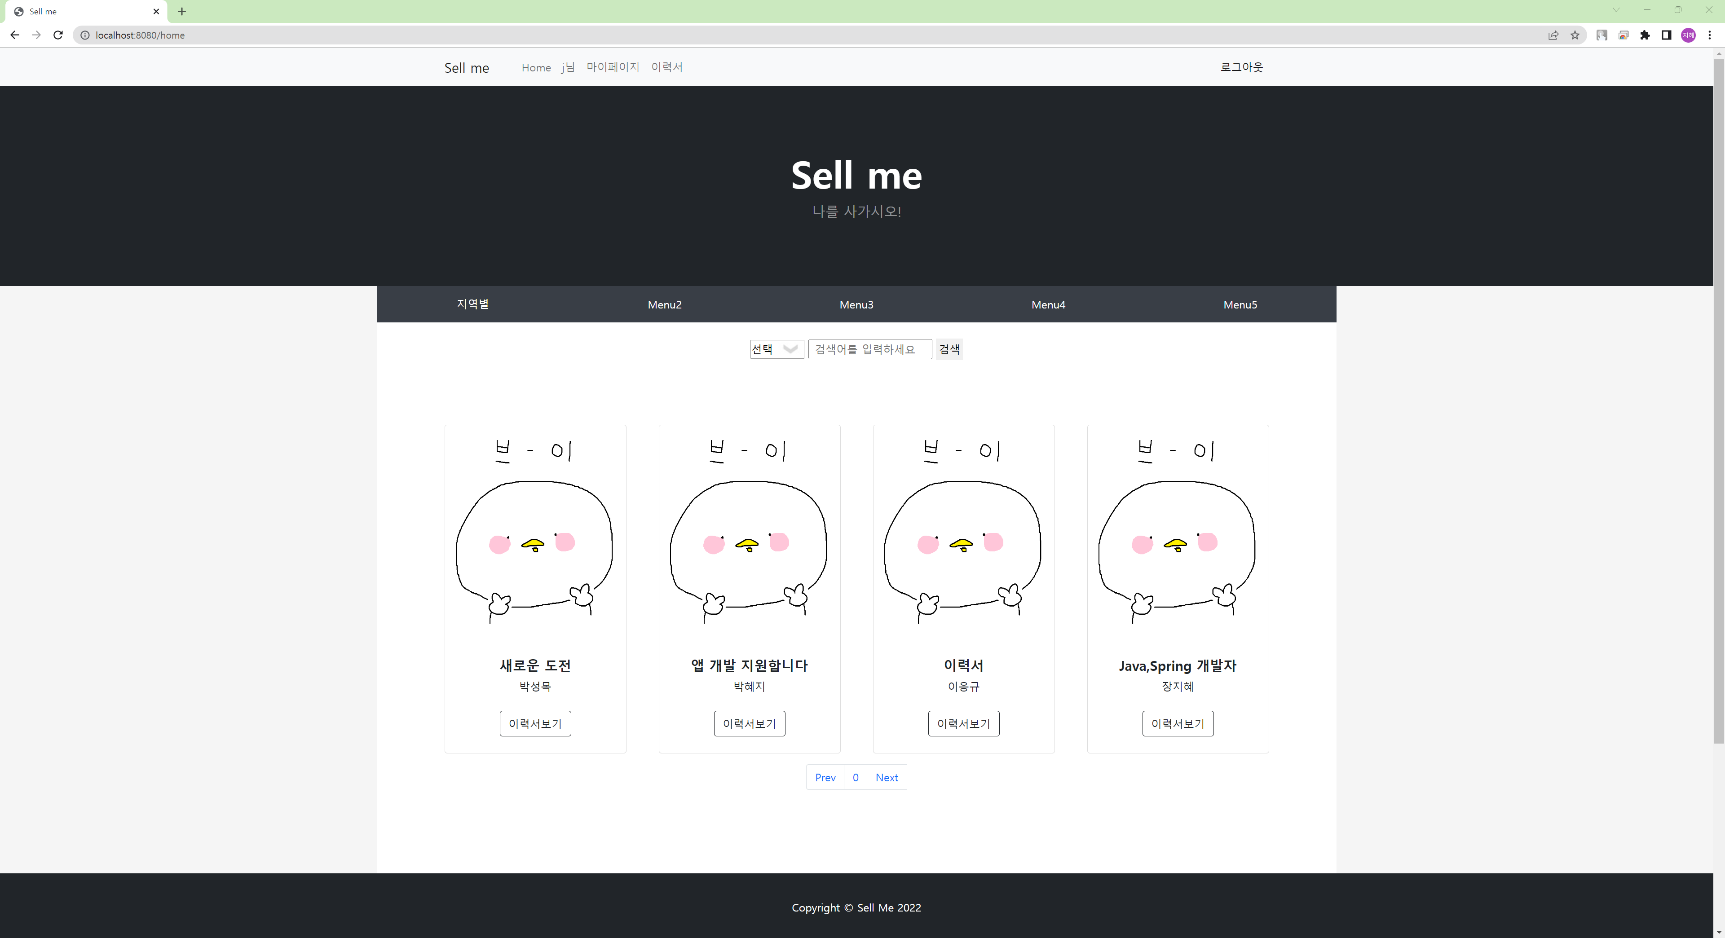 Sell me
localhost:8080/home
지혜
Sell me Home j님 마이페이지 이력서 로그아웃
Sell me
나를 사가시오!
지역별 Menu2 Menu3 Menu4 Menu5
선택 검색어를 입력하세요 검색
브 - 이 브 - 이 브 - 이 브 - 이
새로운 도전 앱 개발 지원합니다 이력서 Java,Spring 개발자
박성목 박혜지 이응규 장지혜
이력서보기 이력서보기 이력서보기 이력서보기
Prev 0 Next
Copyright © Sell Me 2022